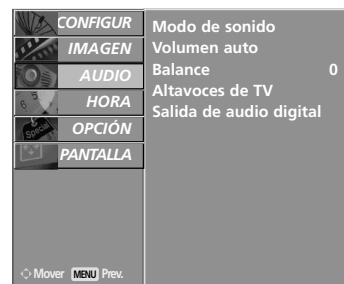 CONFIGUR
IMAGEN
AUDIO
HORA
OPCIÓN
PANTALLA
Modo de sonido
Volumen auto
Balance 0
Altavoces de TV
Salida de audio digital
Mover MENU Prev.
Special